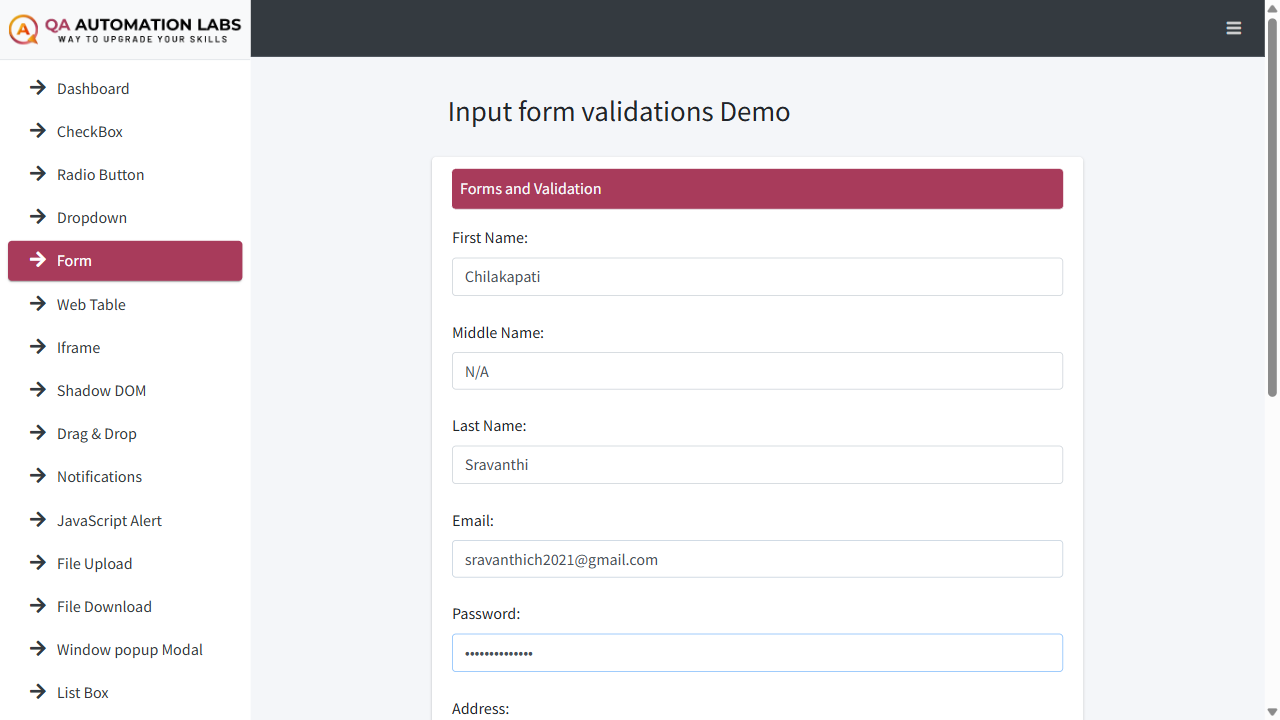 QA AUTOMATION LABS
WAY TO UPGRADE YOUR SKILLS
Dashboard
CheckBox
Radio Button
Dropdown
Form
Web Table
Iframe
Shadow DOM
Drag & Drop
Notifications
JavaScript Alert
File Upload
File Download
Window popup Modal
List Box
Input form validations Demo
Forms and Validation
First Name:
Chilakapati
Middle Name:
N/A
Last Name:
Sravanthi
Email:
sravanthich2021@gmail.com
Password:
••••••••••••••
Address: